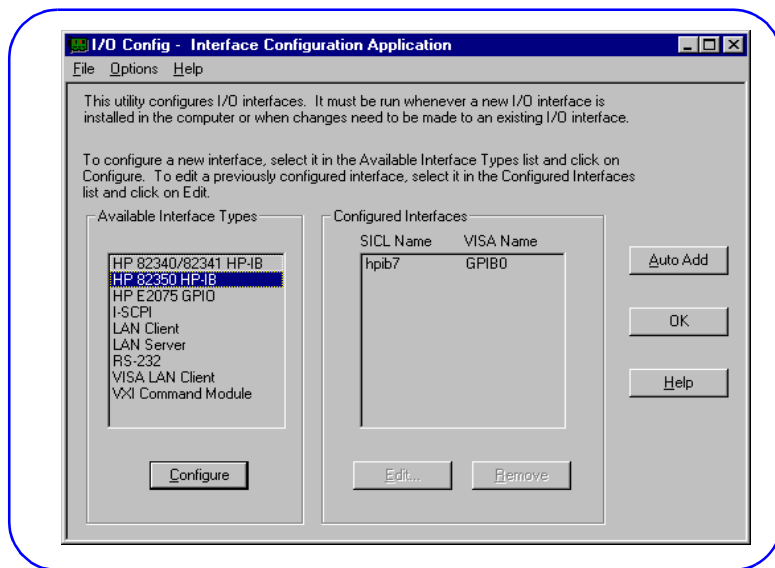 I/O Config - Interface Configuration Application
File Options Help
This utility configures I/O interfaces. It must be run whenever a new I/O interface is
installed in the computer or when changes need to be made to an existing I/O interface.
To configure a new interface, select it in the Available Interface Types list and click on
Configure. To edit a previously configured interface, select it in the Configured Interfaces
list and click on Edit.
Available Interface Types
HP 82340/82341 HP-IB
HP 82350 HP-IB
HP E2075 GPIO
I-SCPI
LAN Client
LAN Server
RS-232
VISA LAN Client
VXI Command Module
Configure
Configured Interfaces
SICL Name VISA Name
hpib7 GPIB0
Edit... Remove
Auto Add
OK
Help